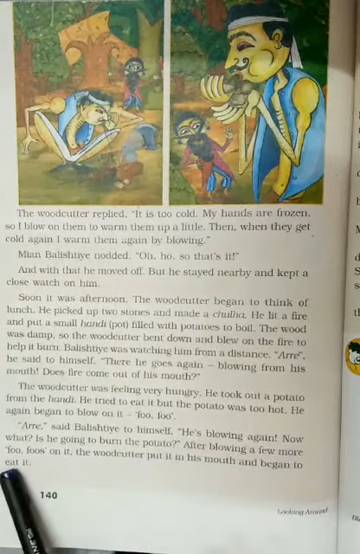 The woodcutter replied, "It is too cold. My hands are frozen,
so I blow on them to warm them up a little. Then, when they get
cold again I warm them again by blowing."
Mian Balishtiye nodded. "Oh, ho, so that's it!"
And with that he moved off. But he stayed nearby and kept a
close watch on him.
Soon it was afternoon. The woodcutter began to think of
lunch. He picked up two stones and made a chulha. He lit a fire
and put a small handi (pot) filled with potatoes to boil. The wood
was damp, so the woodcutter bent down and blew on the fire to
help it burn. Balishtiye was watching him from a distance. "Arre",
he said to himself, "There he goes again – blowing from his
mouth! Does fire come out of his mouth?"
The woodcutter was feeling very hungry. He took out a potato
from the handi. He tried to eat it but the potato was too hot. He
again began to blow on it – 'foo, foo'.
"Arre," said Balishtiye to himself, "He's blowing again! Now
what? Is he going to burn the potato?" After blowing a few more
'foo, foos' on it, the woodcutter put it in his mouth and began to
eat it.
140
Looking Around